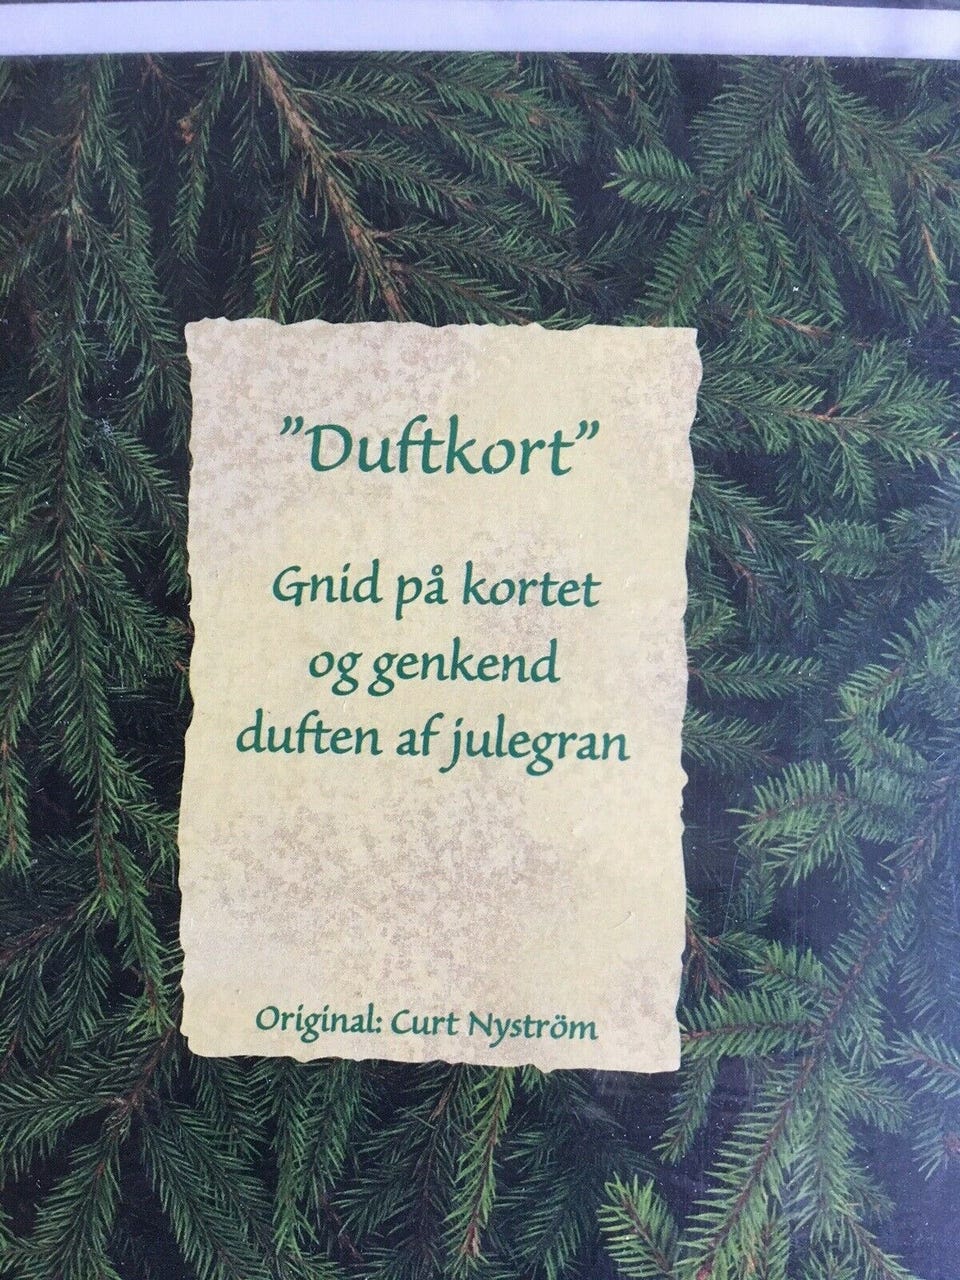 ”Duftkort”
Gnid på kortet
og genkend
duften af julegran
Original: Curt Nyström